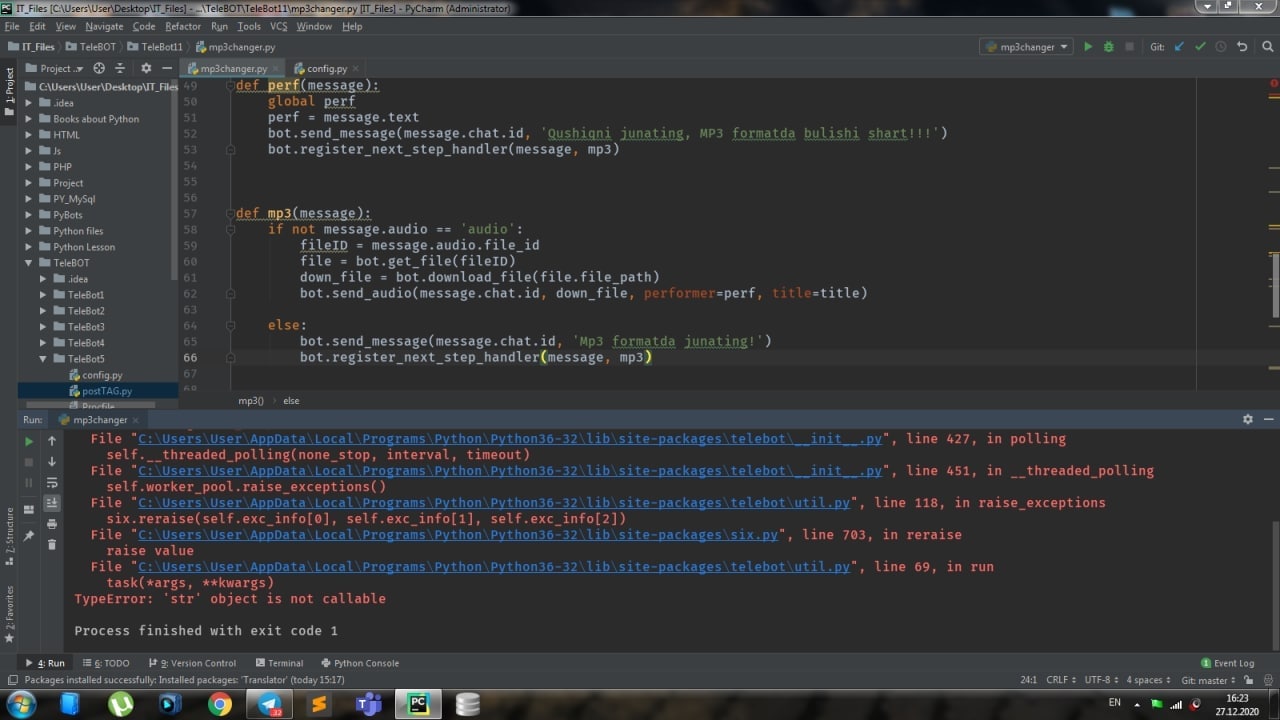 IT_Files [C:\Users\User\Desktop\IT_Files] - ...\TeleBOT\TeleBot11\mp3changer.py [IT_Files] - PyCharm (Administrator)
File Edit View Navigate Code Refactor Run Tools VCS Window Help
IT_Files TeleBOT TeleBot11 mp3changer.py mp3changer Git:
1: Project
Project mp3changer.py config.py
C:\Users\User\Desktop\IT_Files
.idea
Books about Python
HTML
Js
PHP
Project
PY_MySql
PyBots
Python files
Python Lesson
TeleBOT
.idea
TeleBot1
TeleBot2
TeleBot3
TeleBot4
TeleBot5
config.py
postTAG.py
Procfile
49 def perf(message):
50 global perf
51 perf = message.text
52 bot.send_message(message.chat.id, 'Qushiqni junating, MP3 formatda bulishi shart!!!')
53 bot.register_next_step_handler(message, mp3)
54
55
56
57 def mp3(message):
58 if not message.audio == 'audio':
59 fileID = message.audio.file_id
60 file = bot.get_file(fileID)
61 down_file = bot.download_file(file.file_path)
62 bot.send_audio(message.chat.id, down_file, performer=perf, title=title)
63
64 else:
65 bot.send_message(message.chat.id, 'Mp3 formatda junating!')
66 bot.register_next_step_handler(message, mp3)
67
68
mp3() else
Run: mp3changer
File "C:\Users\User\AppData\Local\Programs\Python\Python36-32\lib\site-packages\telebot\__init__.py", line 427, in polling
self.__threaded_polling(none_stop, interval, timeout)
File "C:\Users\User\AppData\Local\Programs\Python\Python36-32\lib\site-packages\telebot\__init__.py", line 451, in __threaded_polling
self.worker_pool.raise_exceptions()
File "C:\Users\User\AppData\Local\Programs\Python\Python36-32\lib\site-packages\telebot\util.py", line 118, in raise_exceptions
six.reraise(self.exc_info[0], self.exc_info[1], self.exc_info[2])
File "C:\Users\User\AppData\Local\Programs\Python\Python36-32\lib\site-packages\six.py", line 703, in reraise
raise value
File "C:\Users\User\AppData\Local\Programs\Python\Python36-32\lib\site-packages\telebot\util.py", line 69, in run
task(*args, **kwargs)
TypeError: 'str' object is not callable
Process finished with exit code 1
7: Structure
2: Favorites
4: Run 6: TODO 9: Version Control Terminal Python Console 1 Event Log
Packages installed successfully: Installed packages: 'Translator' (today 15:17) 24:1 CRLF UTF-8 4 spaces Git: master
PC 32 EN 16:23
27.12.2020